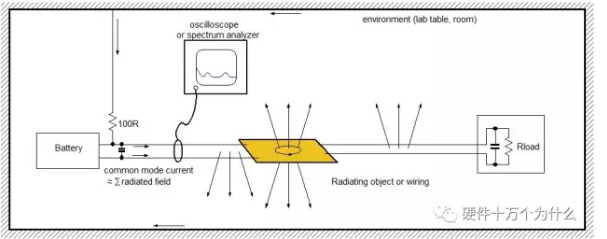 oscilloscope
or spectrum analyzer
environment (lab table, room)
100R
Battery
common mode current
≈ ∑ radiated field
Radiating object or wiring
Rload
硬件十万个为什么